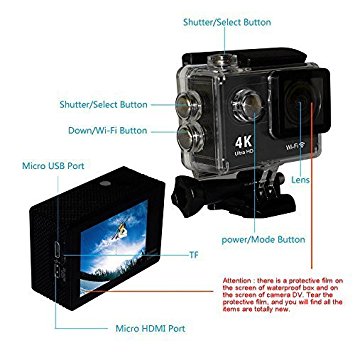 Shutter/Select Button
Shutter/Select Button
Down/Wi-Fi Button
4K
Ultra HD
Wi-Fi
Micro USB Port
Lens
power/Mode Button
TF
Attention : there is a protective film on
the screen of waterproof box and on
the screen of camera DV. Tear the
protective film, and you will find all the
items are totally new.
Micro HDMI Port